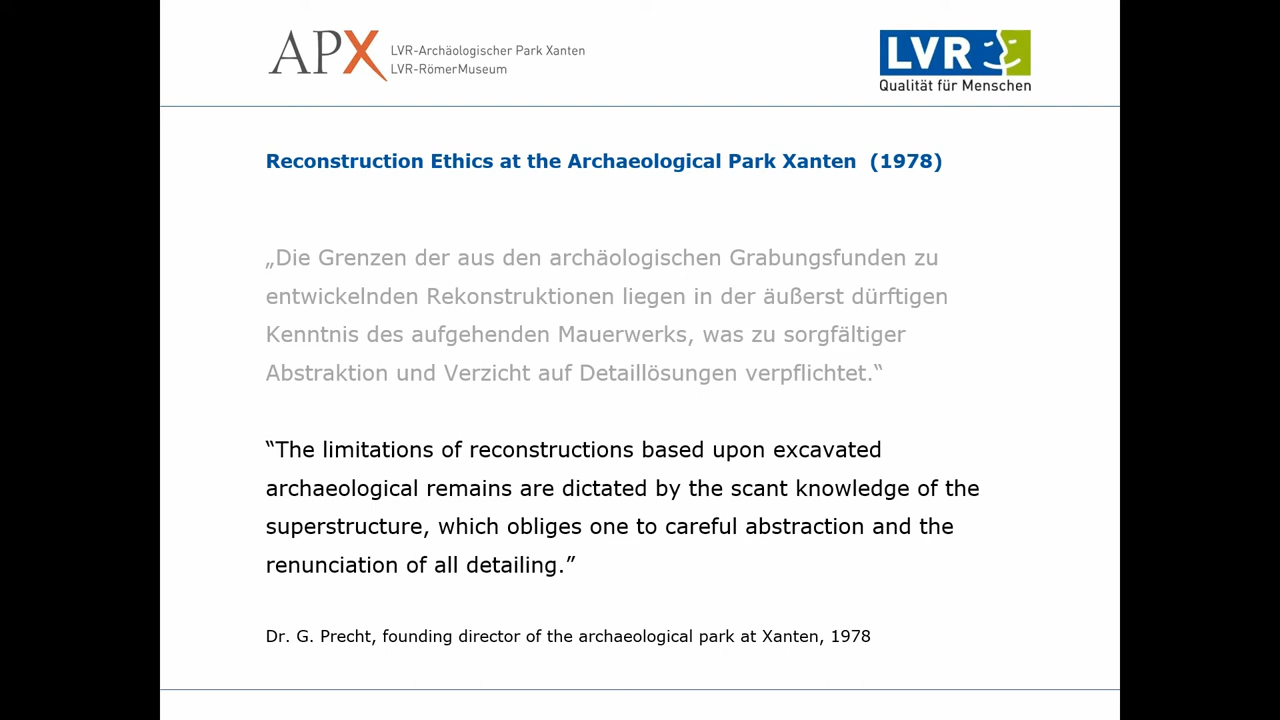 APX LVR-Archäologischer Park Xanten
LVR-RömerMuseum
LVR
Qualität für Menschen
Reconstruction Ethics at the Archaeological Park Xanten (1978)
„Die Grenzen der aus den archäologischen Grabungsfunden zu
entwickelnden Rekonstruktionen liegen in der äußerst dürftigen
Kenntnis des aufgehenden Mauerwerks, was zu sorgfältiger
Abstraktion und Verzicht auf Detaillösungen verpflichtet.“
“The limitations of reconstructions based upon excavated
archaeological remains are dictated by the scant knowledge of the
superstructure, which obliges one to careful abstraction and the
renunciation of all detailing.”
Dr. G. Precht, founding director of the archaeological park at Xanten, 1978